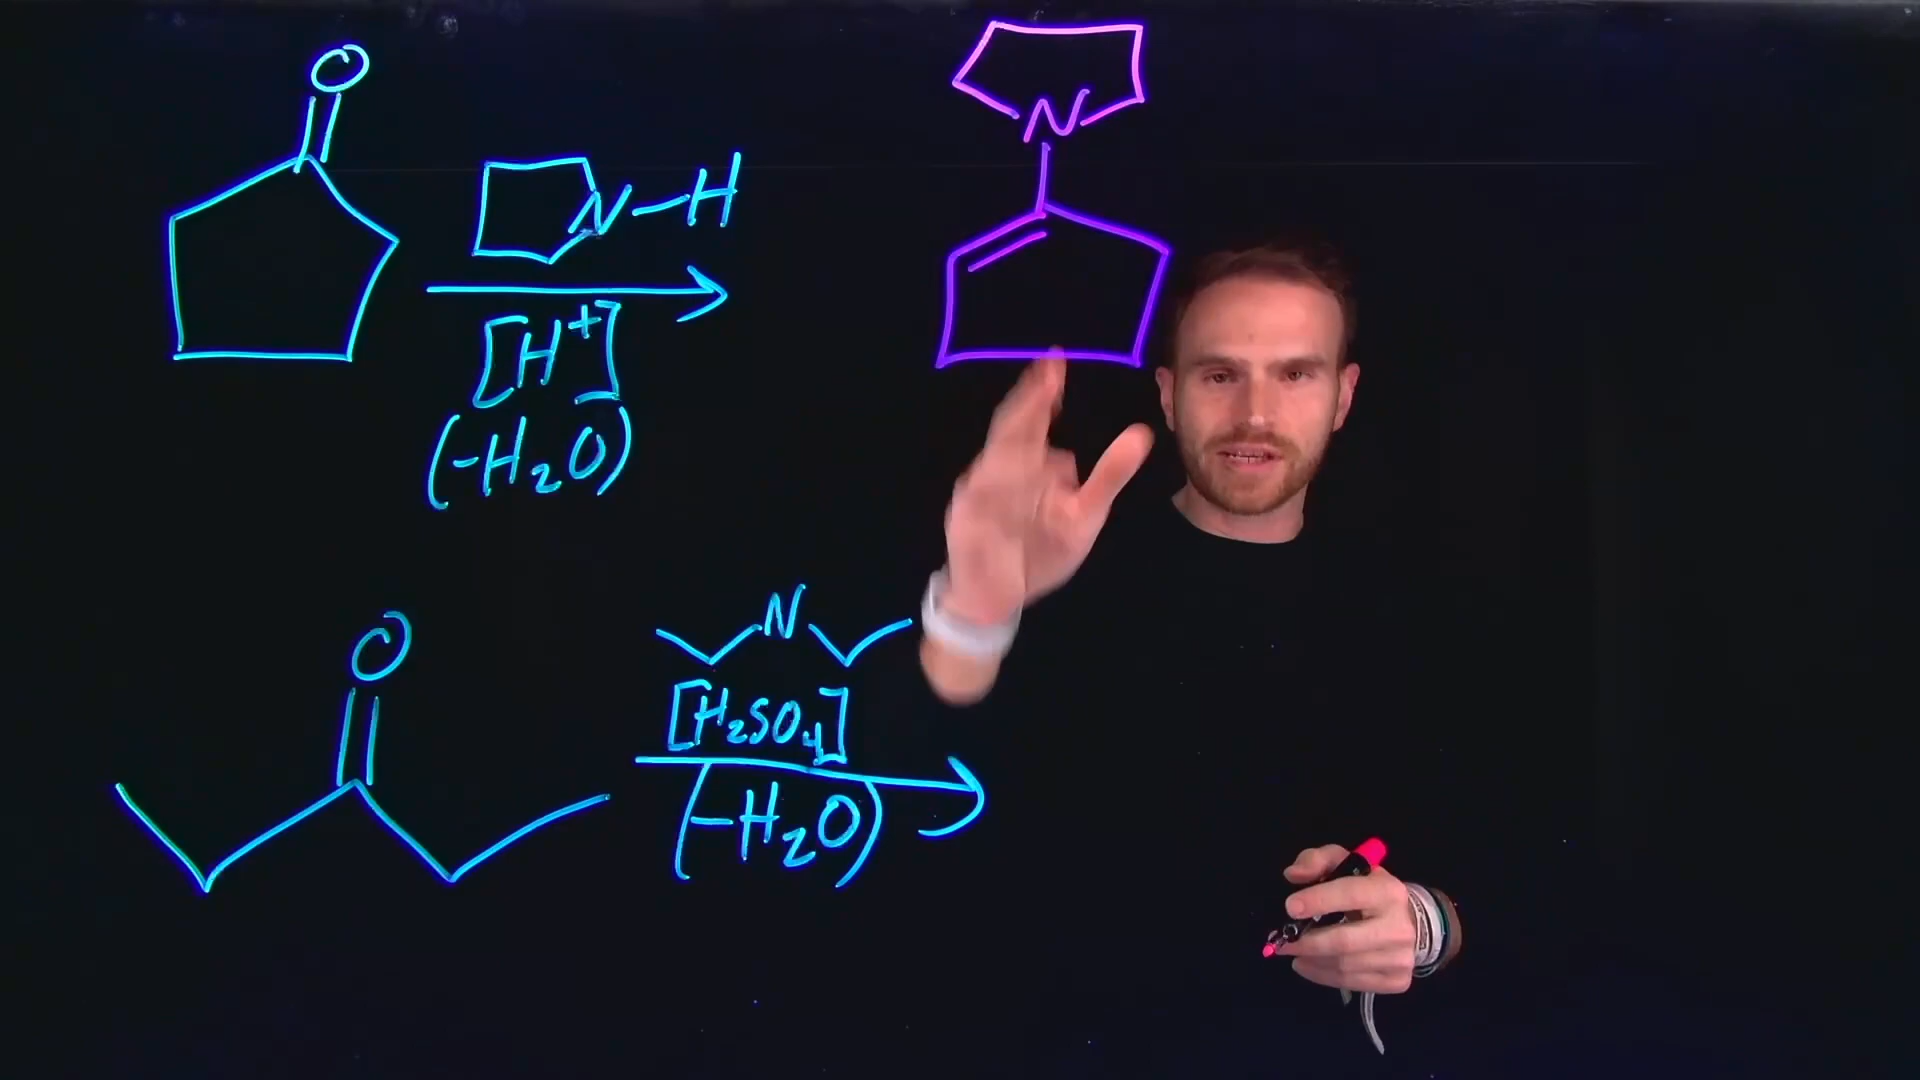 O
N-H
[H+]
(-H₂O)
N
O
N
[H₂SO₄]
(-H₂O)